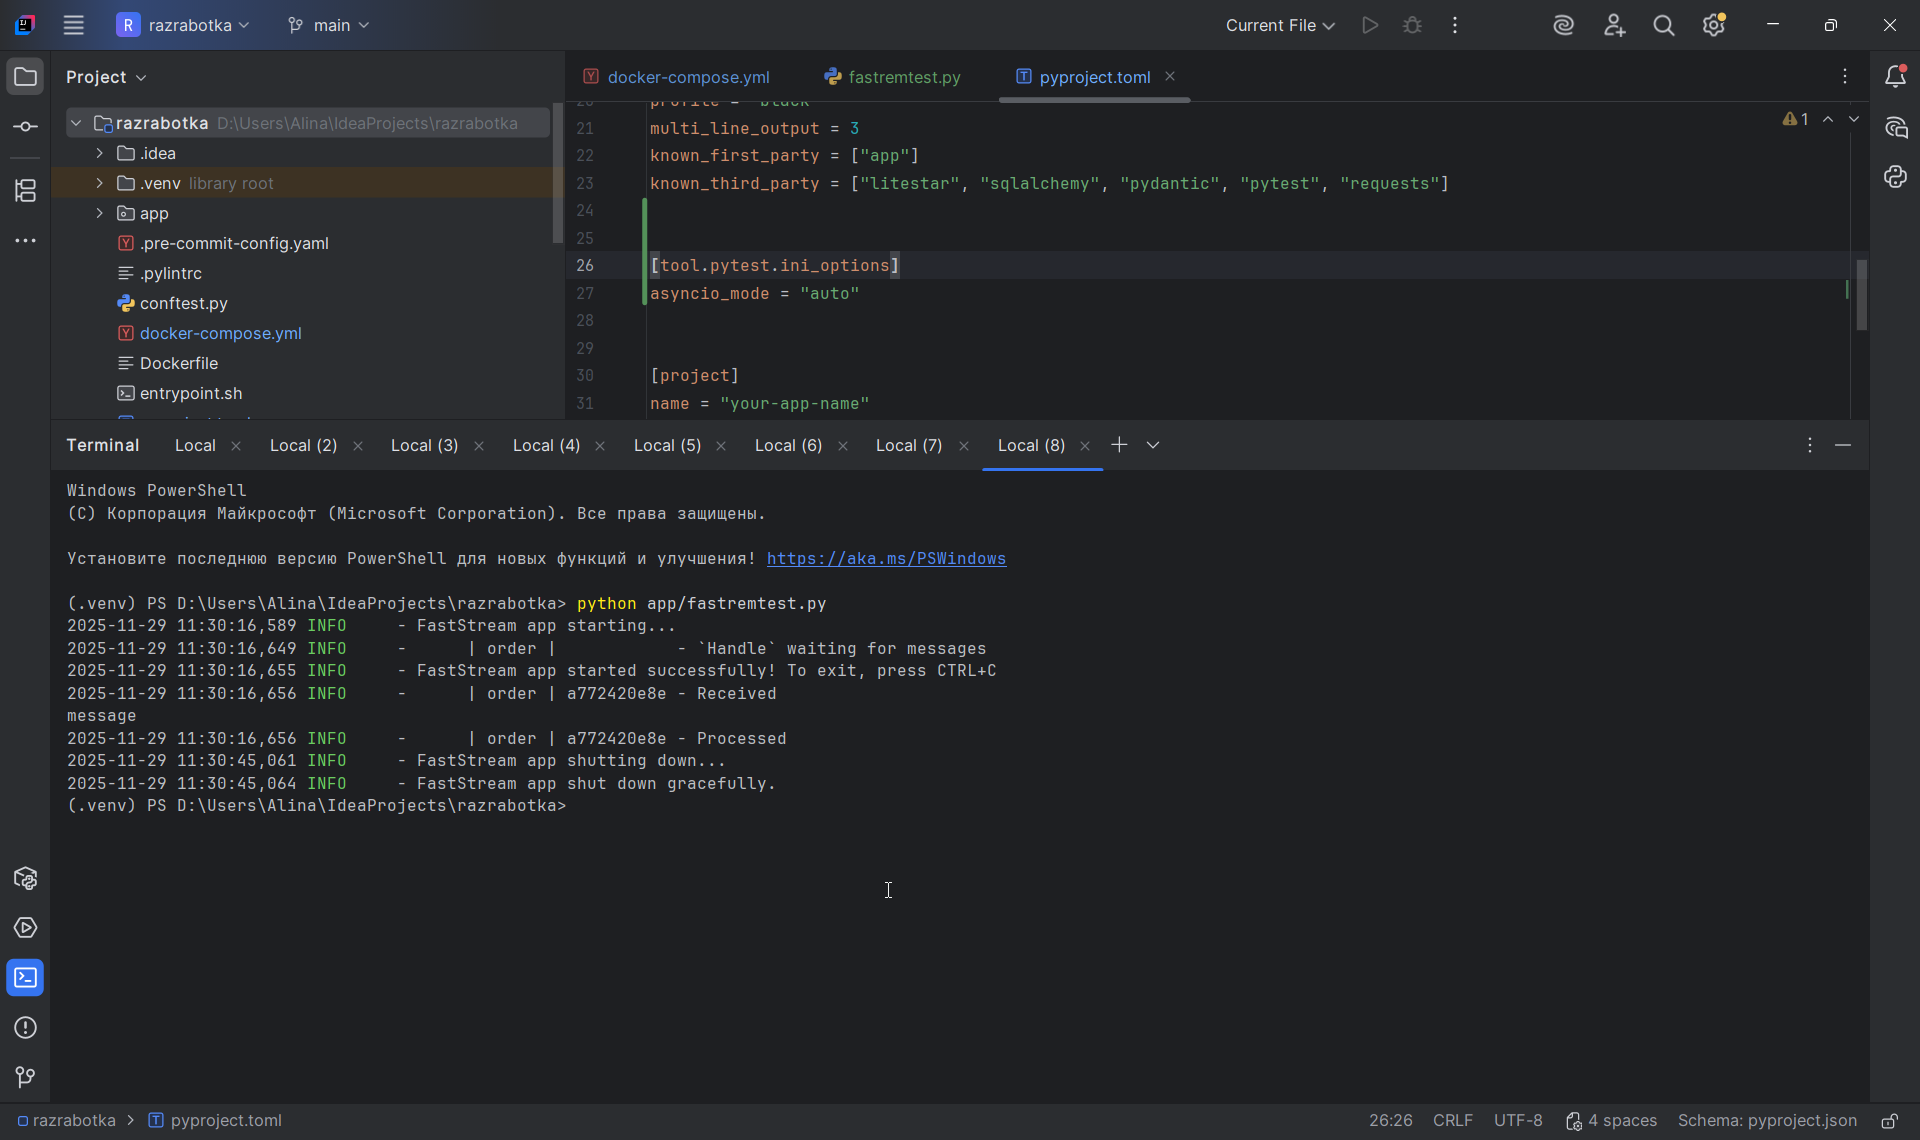 R razrabotka main Current File
Project
razrabotka D:\Users\Alina\IdeaProjects\razrabotka
.idea
.venv library root
app
.pre-commit-config.yaml
.pylintrc
conftest.py
docker-compose.yml
Dockerfile
entrypoint.sh
docker-compose.yml fastremtest.py pyproject.toml
20 profile = "black"
21 multi_line_output = 3
22 known_first_party = ["app"]
23 known_third_party = ["litestar", "sqlalchemy", "pydantic", "pytest", "requests"]
24
25
26 [tool.pytest.ini_options]
27 asyncio_mode = "auto"
28
29
30 [project]
31 name = "your-app-name"
1
Terminal Local Local (2) Local (3) Local (4) Local (5) Local (6) Local (7) Local (8)
Windows PowerShell
(C) Корпорация Майкрософт (Microsoft Corporation). Все права защищены.
Установите последнюю версию PowerShell для новых функций и улучшения! https://aka.ms/PSWindows
(.venv) PS D:\Users\Alina\IdeaProjects\razrabotka> python app/fastremtest.py
2025-11-29 11:30:16,589 INFO     - FastStream app starting...
2025-11-29 11:30:16,649 INFO     -      | order |            - `Handle` waiting for messages
2025-11-29 11:30:16,655 INFO     - FastStream app started successfully! To exit, press CTRL+C
2025-11-29 11:30:16,656 INFO     -      | order | a772420e8e - Received
message
2025-11-29 11:30:16,656 INFO     -      | order | a772420e8e - Processed
2025-11-29 11:30:45,061 INFO     - FastStream app shutting down...
2025-11-29 11:30:45,064 INFO     - FastStream app shut down gracefully.
(.venv) PS D:\Users\Alina\IdeaProjects\razrabotka>
razrabotka > pyproject.toml 26:26 CRLF UTF-8 4 spaces Schema: pyproject.json